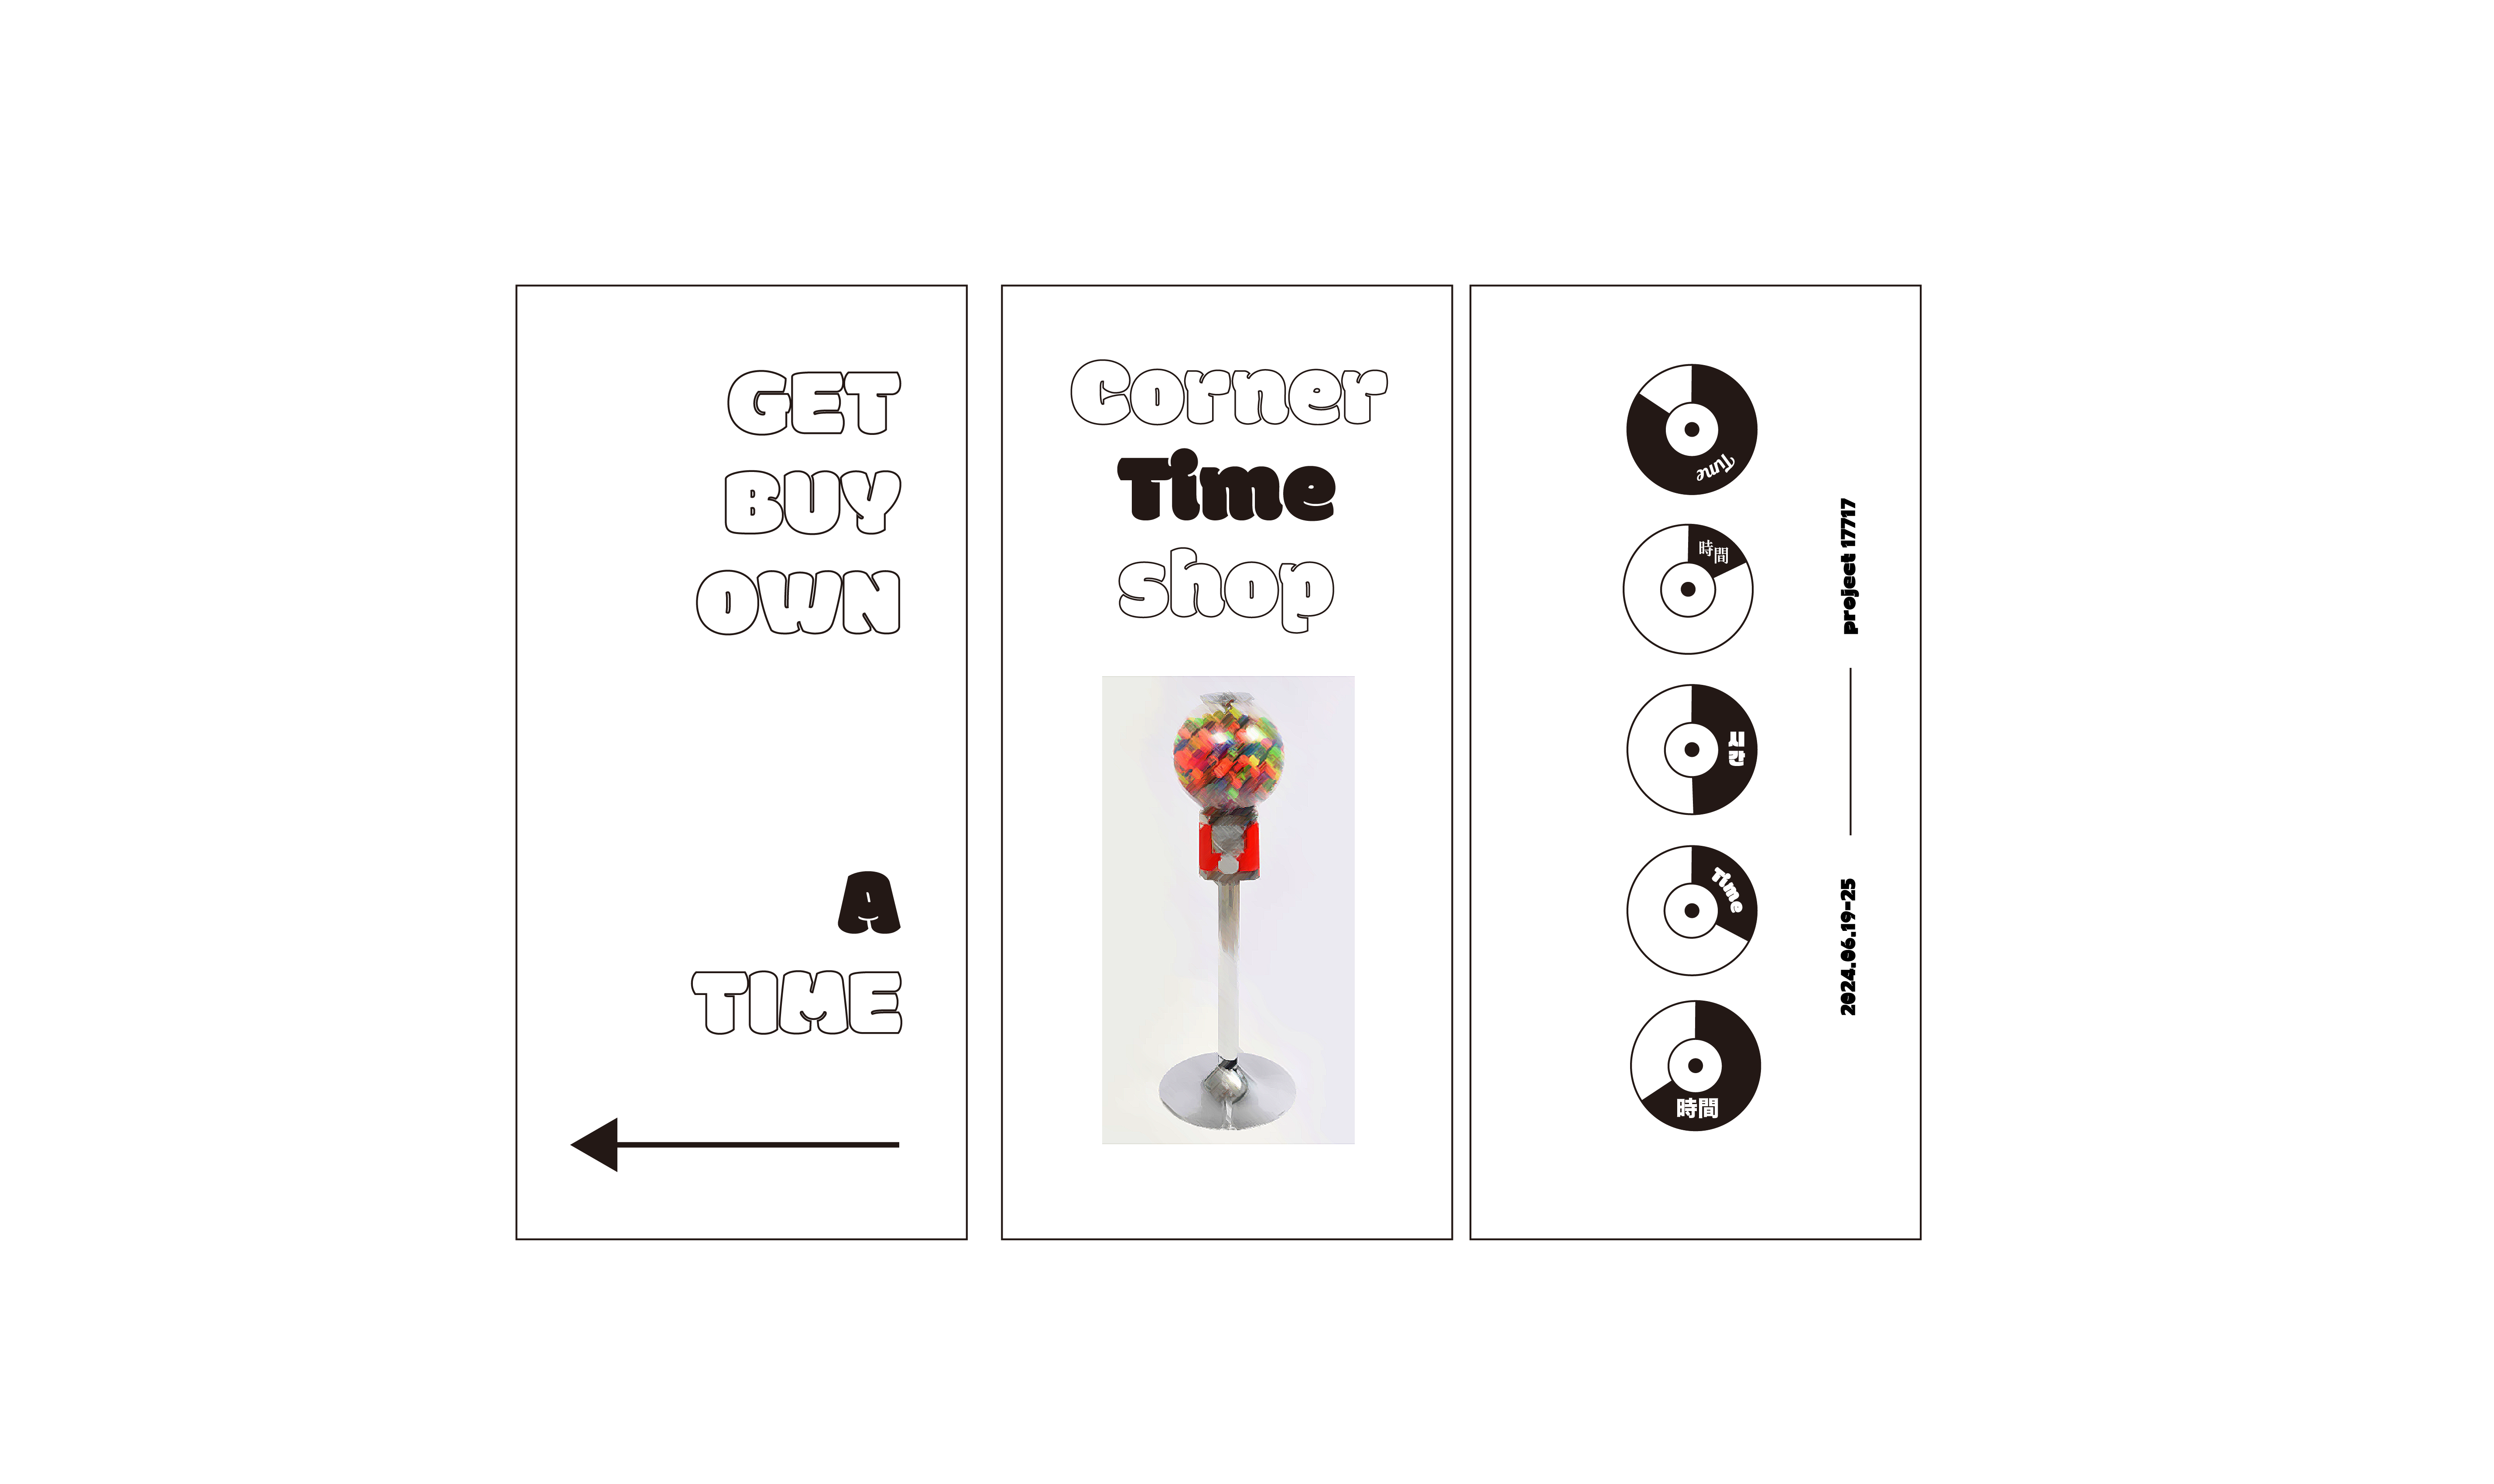 GET
BUY
OWN
A
TIME
Corner
Time
shop
Time
時間
시간
Time
時間
project 17717
2024.06.19-25